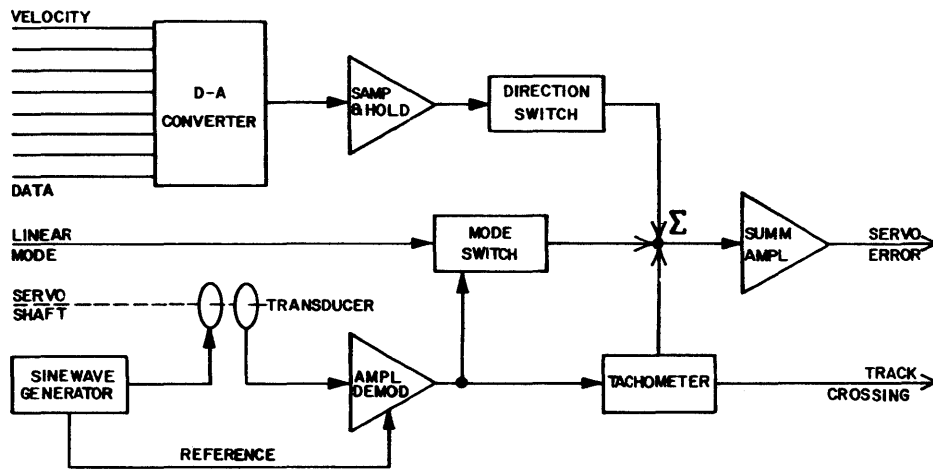 VELOCITY
D-A
CONVERTER
SAMP
& HOLD
DIRECTION
SWITCH
DATA
LINEAR
MODE
MODE
SWITCH
Σ
SUMM
AMPL
SERVO
ERROR
SERVO
SHAFT
TRANSDUCER
SINEWAVE
GENERATOR
AMPL
DEMOD
TACHOMETER
TRACK
CROSSING
REFERENCE